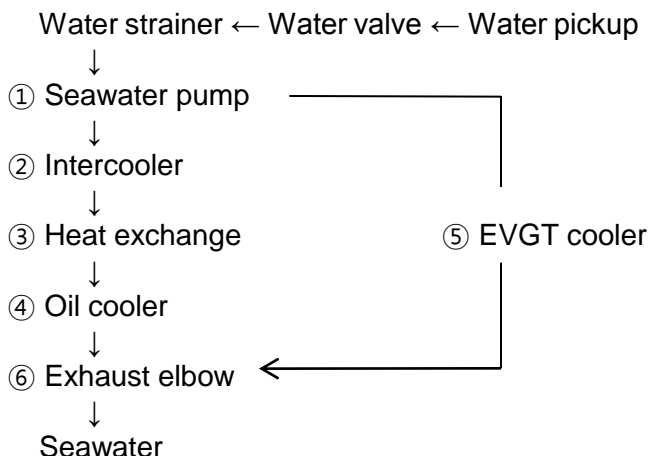 Water strainer ← Water valve ← Water pickup
↓
① Seawater pump
↓
② Intercooler
↓
③ Heat exchange
⑤ EVGT cooler
↓
④ Oil cooler
↓
⑥ Exhaust elbow
↓
Seawater